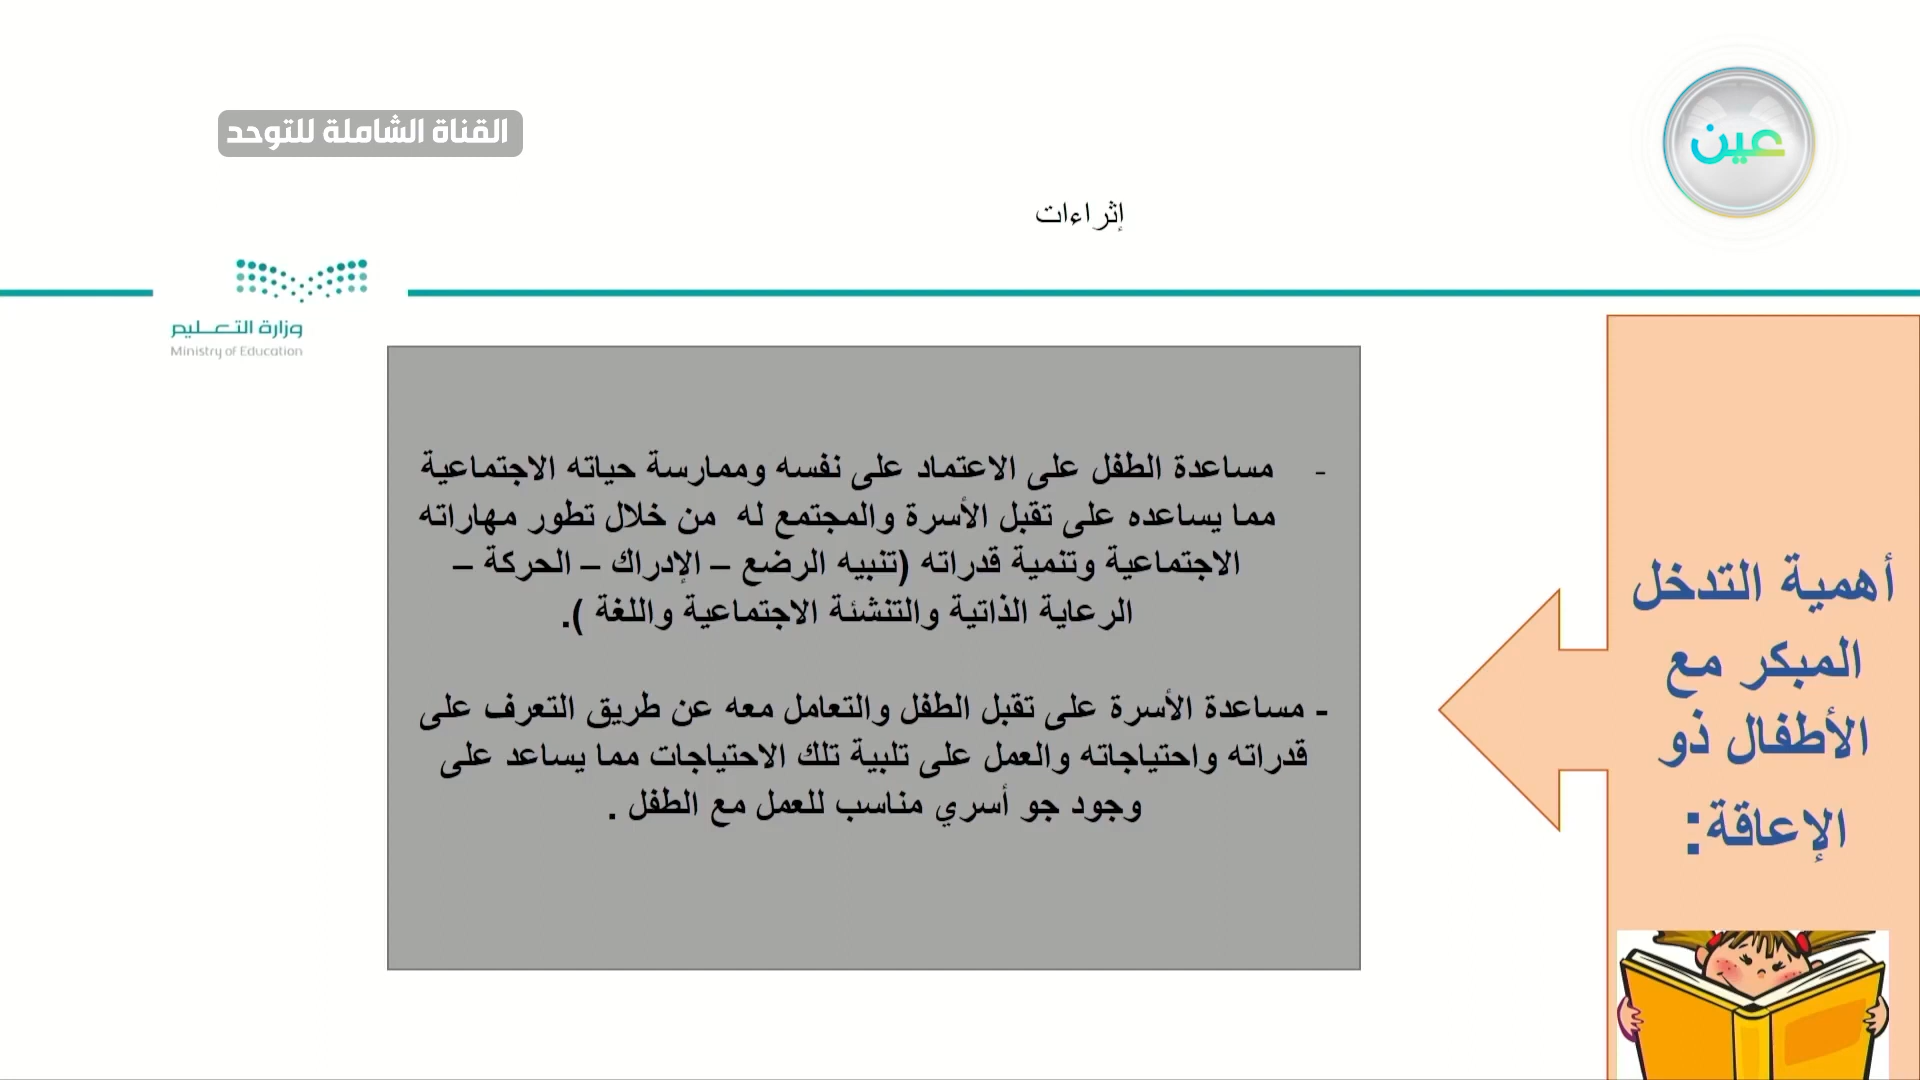 القناة الشاملة للتوحد
عين
إثراءات
وزارة التعليم
Ministry of Education
أهمية التدخل
المبكر مع
الأطفال ذو
الإعاقة:
- مساعدة الطفل على الاعتماد على نفسه وممارسة حياته الاجتماعية
مما يساعده على تقبل الأسرة والمجتمع له من خلال تطور مهاراته
الاجتماعية وتنمية قدراته (تنبيه الرضع – الإدراك – الحركة –
الرعاية الذاتية والتنشئة الاجتماعية واللغة ).
- مساعدة الأسرة على تقبل الطفل والتعامل معه عن طريق التعرف على
قدراته واحتياجاته والعمل على تلبية تلك الاحتياجات مما يساعد على
وجود جو أسري مناسب للعمل مع الطفل .